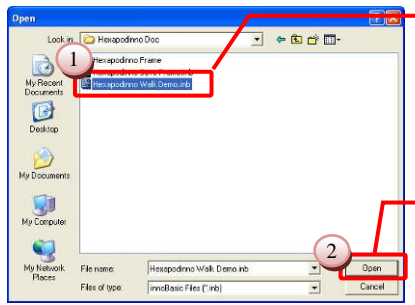 Open
Look in: Hexapodinno Doc
1
Hexapodinno Frame
Hexapodinno Walk Demo.inb
My Recent
Documents
Desktop
My Documents
My Computer
My Network
Places
2
File name: Hexapodinno Walk Demo.inb Open
Files of type: innoBasic Files (*.inb) Cancel